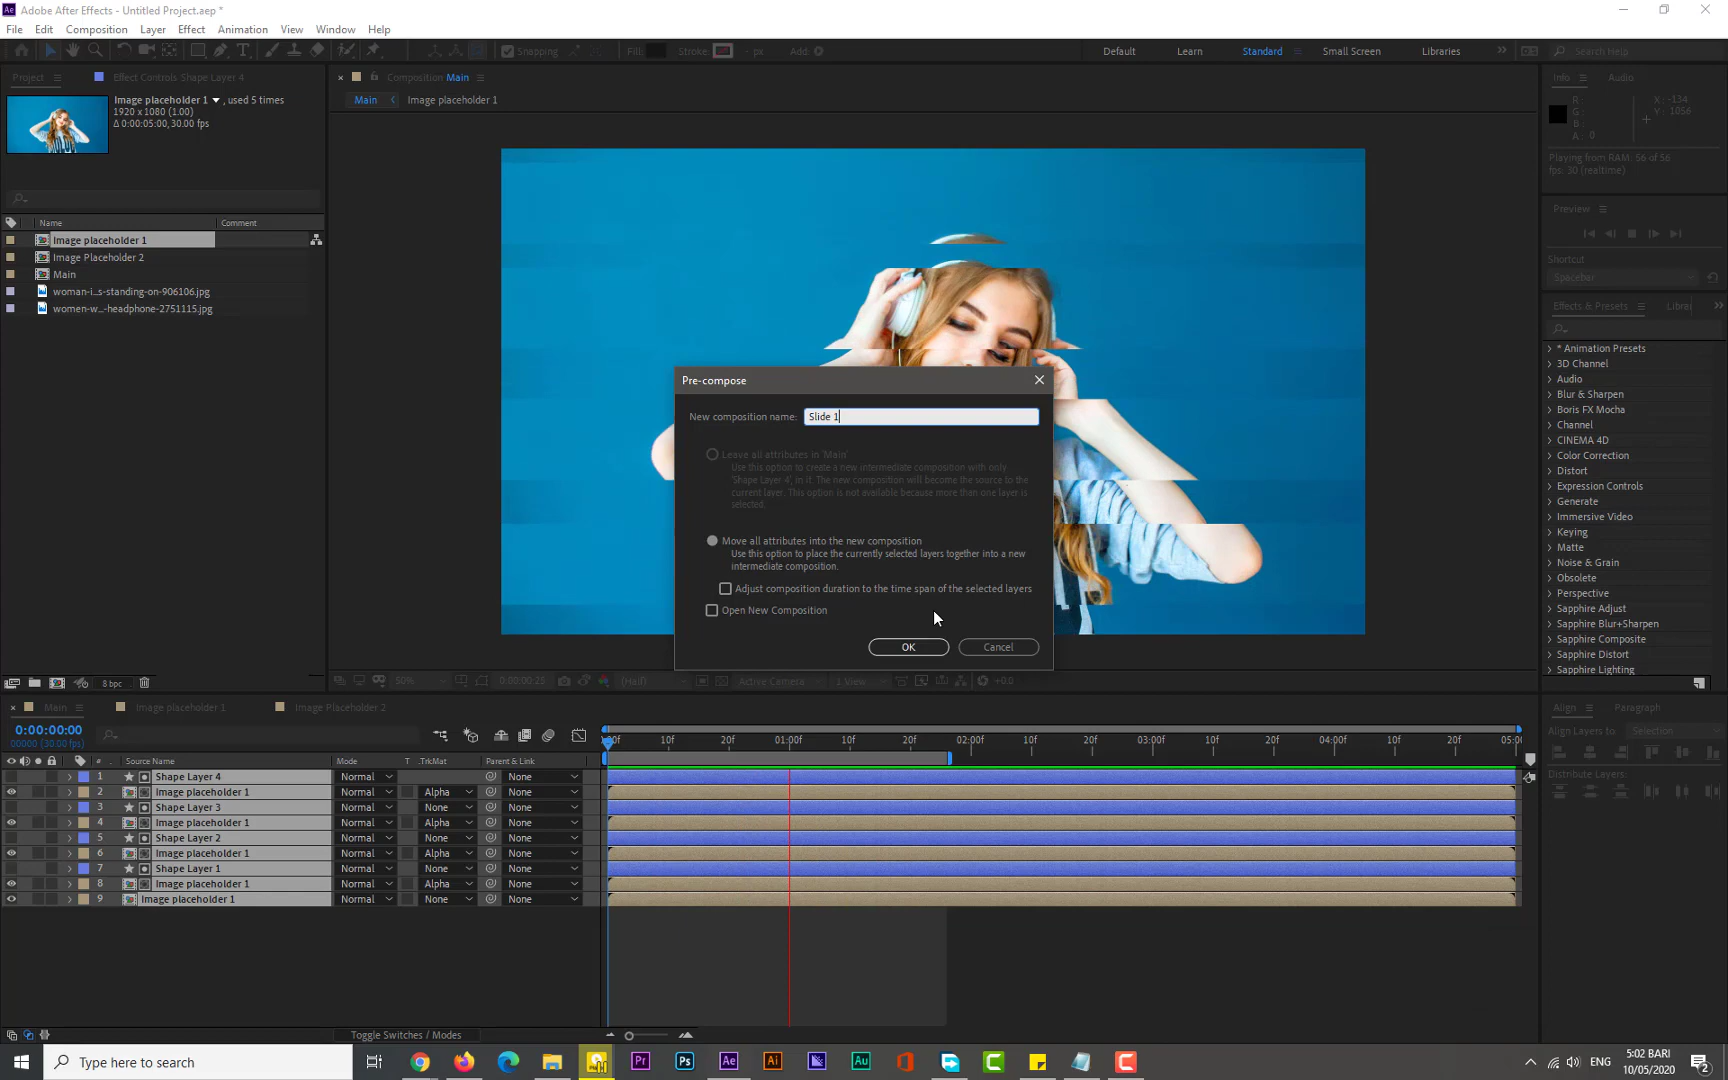 Adobe After Effects - Untitled Project.aep *
File Edit Composition Layer Effect Animation View Window Help
Snapping Fill: Stroke: - px Add: Default Learn Standard Small Screen Libraries Search Help
Project Effect Controls Shape Layer 4 Composition Main Info Audio
Image placeholder 1 , used 5 times
1920 x 1080 (1.00)
Δ 0:00:05:00, 30.00 fps
Main Image placeholder 1
R :
G :
B :
A : 0
X : -134
Y : 1056
Playing from RAM: 56 of 56
fps: 30 (realtime)
Preview
Shortcut
Spacebar
Name Comment
Image placeholder 1
Image Placeholder 2
Main
woman-i...s-standing-on-906106.jpg
women-w...-headphone-2751115.jpg
Effects & Presets Librar
* Animation Presets
3D Channel
Audio
Blur & Sharpen
Boris FX Mocha
Channel
CINEMA 4D
Color Correction
Distort
Expression Controls
Generate
Immersive Video
Keying
Matte
Noise & Grain
Obsolete
Perspective
Sapphire Adjust
Sapphire Blur+Sharpen
Sapphire Composite
Sapphire Distort
Sapphire Lighting
Pre-compose
New composition name: Slide 1
Leave all attributes in 'Main'
Use this option to create a new intermediate composition with only
'Shape Layer 4', in it. The new composition will become the source to the
current layer. This option is not available because more than one layer is
selected.
Move all attributes into the new composition
Use this option to place the currently selected layers together into a new
intermediate composition.
Adjust composition duration to the time span of the selected layers
Open New Composition
OK Cancel
8 bpc
50% 0:00:00:25 (Half) Active Camera 1 View +0.0
Main Image placeholder 1 Image Placeholder 2
0:00:00:00
00000 (30.00 fps)
:00f 10f 20f 01:00f 10f 20f 02:00f 10f 20f 03:00f 10f 20f 04:00f 10f 20f 05:00
# Source Name Mode T .TrkMat Parent & Link
1 Shape Layer 4 Normal None
2 Image placeholder 1 Normal Alpha None
3 Shape Layer 3 Normal None None
4 Image placeholder 1 Normal Alpha None
5 Shape Layer 2 Normal None None
6 Image placeholder 1 Normal Alpha None
7 Shape Layer 1 Normal None None
8 Image placeholder 1 Normal Alpha None
9 Image placeholder 1 Normal None None
Align Paragraph
Align Layers to: Selection
Distribute Layers:
Toggle Switches / Modes
Type here to search
Pr Ps Ae Ai Au
ENG
5:02 BARI
10/05/2020
2